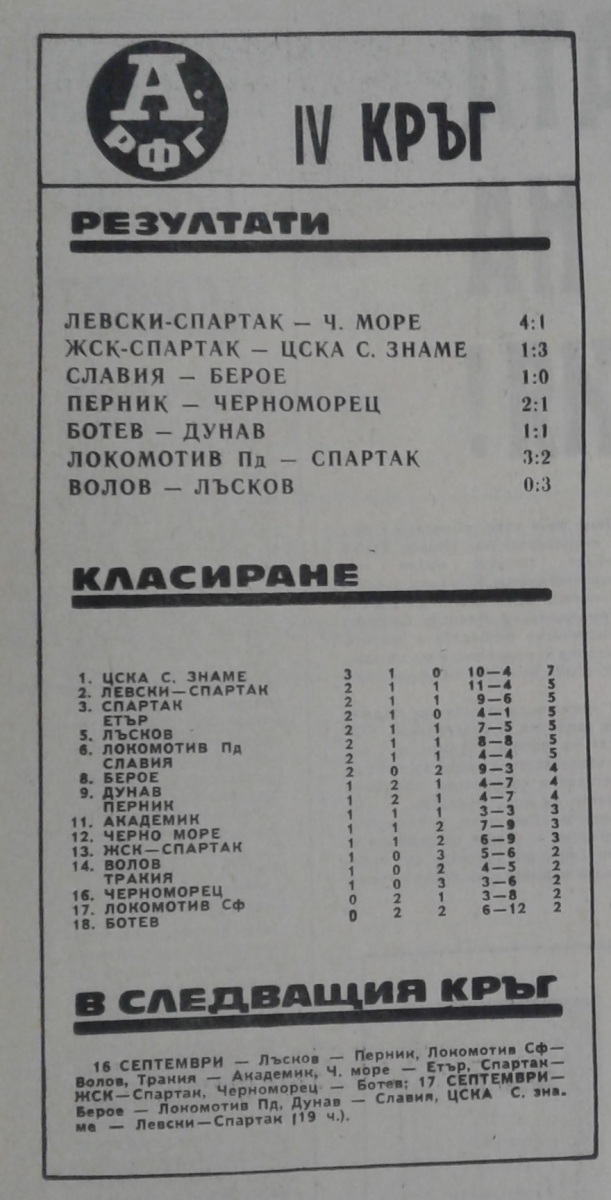 А.
РФГ
IV КРЪГ
РЕЗУЛТАТИ
ЛЕВСКИ-СПАРТАК — Ч. МОРЕ 4:1
ЖСК-СПАРТАК — ЦСКА С. ЗНАМЕ 1:3
СЛАВИЯ — БЕРОЕ 1:0
ПЕРНИК — ЧЕРНОМОРЕЦ 2:1
БОТЕВ — ДУНАВ 1:1
ЛОКОМОТИВ Пд — СПАРТАК 3:2
ВОЛОВ — ЛЪСКОВ 0:3
КЛАСИРАНЕ
1. ЦСКА С. ЗНАМЕ 3 1 0 10—4 7
2. ЛЕВСКИ—СПАРТАК 2 1 1 11—4 5
3. СПАРТАК 2 1 1 9—6 5
ЕТЪР 2 1 0 4—1 5
5. ЛЪСКОВ 2 1 1 7—5 5
6. ЛОКОМОТИВ Пд 2 1 1 8—8 5
СЛАВИЯ 2 1 1 4—4 5
8. БЕРОЕ 2 0 2 9—3 4
9. ДУНАВ 1 2 1 4—7 4
ПЕРНИК 1 2 1 4—7 4
11. АКАДЕМИК 1 1 1 3—3 3
12. ЧЕРНО МОРЕ 1 1 2 7—9 3
13. ЖСК—СПАРТАК 1 1 2 6—9 3
14. ВОЛОВ 1 0 3 5—6 2
ТРАКИЯ 1 0 2 4—5 2
16. ЧЕРНОМОРЕЦ 1 0 3 3—6 2
17. ЛОКОМОТИВ Сф 0 2 1 3—8 2
18. БОТЕВ 0 2 2 6—12 2
В СЛЕДВАЩИЯ КРЪГ
16 СЕПТЕМВРИ — Лъсков — Перник, Локомотив Сф—
Волов, Тракия — Академик, Ч. море — Етър, Спартак—
ЖСК—Спартак, Черноморец — Ботев; 17 СЕПТЕМВРИ—
Берое — Локомотив Пд, Дунав — Славия, ЦСКА С. зна-
ме — Левски—Спартак (19 ч.).